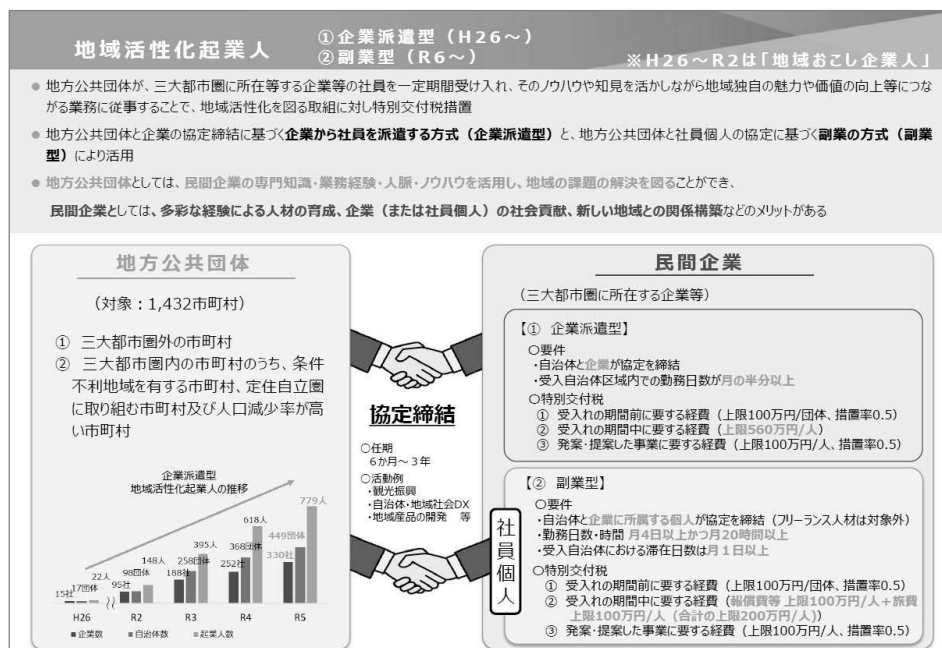 地域活性化起業人
①企業派遣型（H26～）
②副業型（R6～）
※H26～R2は「地域おこし企業人」
● 地方公共団体が、三大都市圏に所在等する企業等の社員を一定期間受け入れ、そのノウハウや知見を活かしながら地域独自の魅力や価値の向上等につな
がる業務に従事することで、地域活性化を図る取組に対し特別交付税措置
● 地方公共団体と企業の協定締結に基づく企業から社員を派遣する方式（企業派遣型）と、地方公共団体と社員個人の協定に基づく副業の方式（副業
型）により活用
● 地方公共団体としては、民間企業の専門知識・業務経験・人脈・ノウハウを活用し、地域の課題の解決を図ることができ、
民間企業としては、多彩な経験による人材の育成、企業（または社員個人）の社会貢献、新しい地域との関係構築などのメリットがある
地方公共団体
（対象：1,432市町村）
① 三大都市圏外の市町村
② 三大都市圏内の市町村のうち、条件
不利地域を有する市町村、定住自立圏
に取り組む市町村及び人口減少率が高
い市町村
企業派遣型
地域活性化起業人の推移
15社
17団体
22人
95社
98団体
148人
188社
258団体
395人
252社
368団体
618人
330社
449団体
779人
H26
R2
R3
R4
R5
■企業数 ■自治体数 ■起業人数
協定締結
○任期
6か月～3年
○活動例
・観光振興
・自治体・地域社会DX
・地域産品の開発 等
民間企業
（三大都市圏に所在する企業等）
【① 企業派遣型】
○要件
・自治体と企業が協定を締結
・受入自治体区域内での勤務日数が月の半分以上
○特別交付税
① 受入れの期間前に要する経費（上限100万円/団体、措置率0.5）
② 受入れの期間中に要する経費（上限560万円/人）
③ 発案・提案した事業に要する経費（上限100万円/人、措置率0.5）
社員個人
【② 副業型】
○要件
・自治体と企業に所属する個人が協定を締結（フリーランス人材は対象外）
・勤務日数・時間 月4日以上かつ月20時間以上
・受入自治体における滞在日数は月1日以上
○特別交付税
① 受入れの期間前に要する経費（上限100万円/団体、措置率0.5）
② 受入れの期間中に要する経費（報償費等 上限100万円/人＋旅費
上限100万円/人（合計の上限200万円/人））
③ 発案・提案した事業に要する経費（上限100万円/人、措置率0.5）